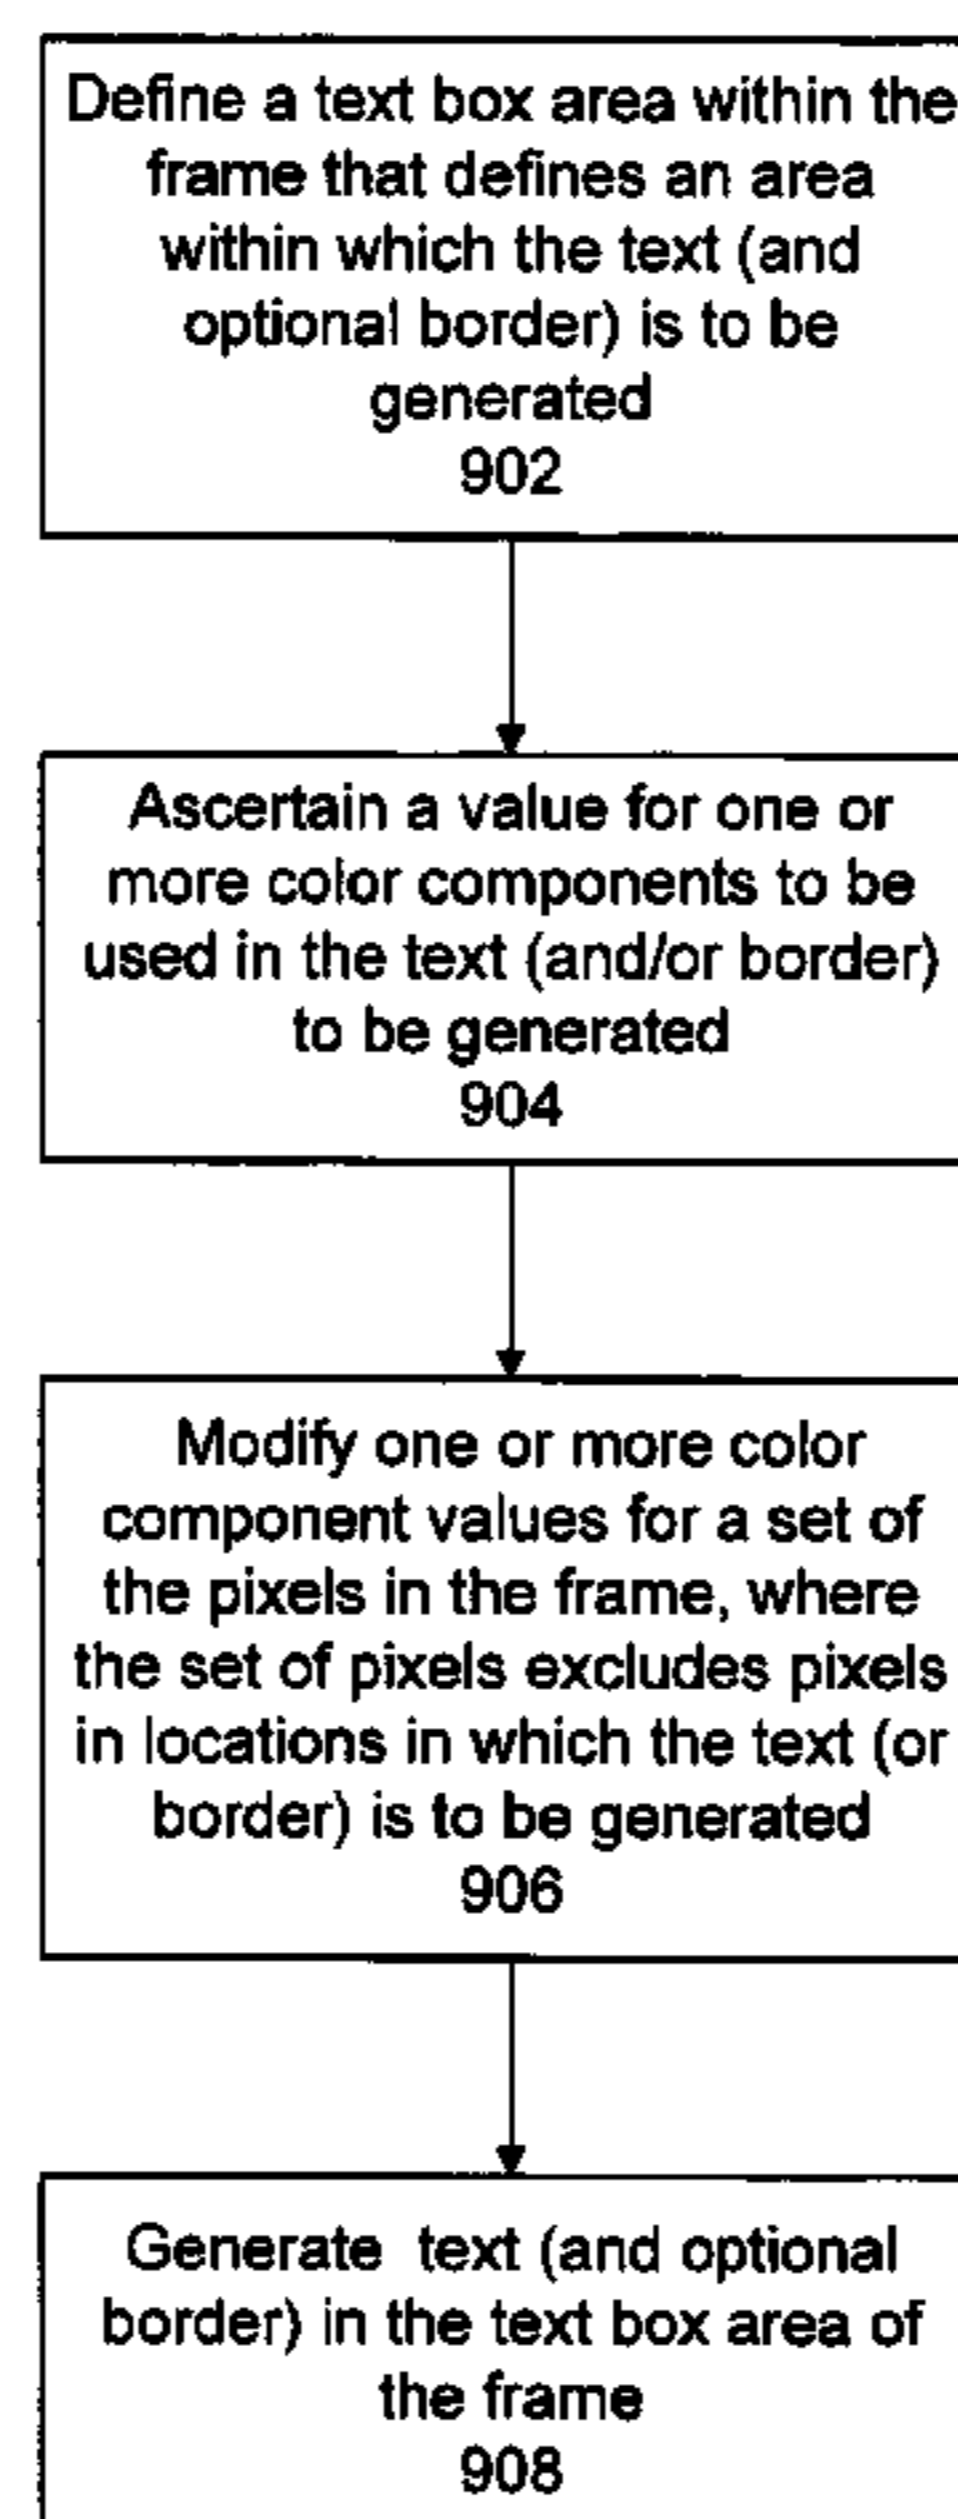 Define a text box area within the
frame that defines an area
within which the text (and
optional border) is to be
generated
902
Ascertain a value for one or
more color components to be
used in the text (and/or border)
to be generated
904
Modify one or more color
component values for a set of
the pixels in the frame, where
the set of pixels excludes pixels
in locations in which the text (or
border) is to be generated
906
Generate text (and optional
border) in the text box area of
the frame
908